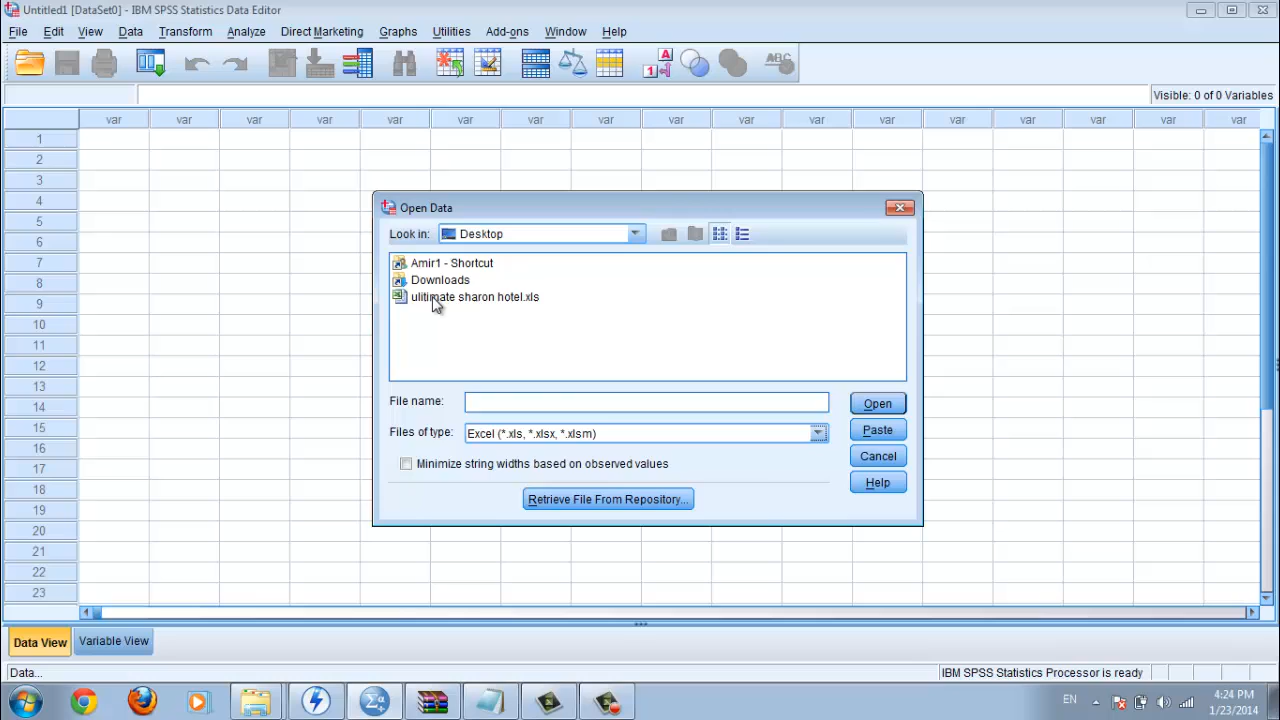 Untitled1 [DataSet0] - IBM SPSS Statistics Data Editor
File Edit View Data Transform Analyze Direct Marketing Graphs Utilities Add-ons Window Help
Visible: 0 of 0 Variables
var var var var var var var var var var var var var var var var var
1
2
3
4
5
6
7
8
9
10
11
12
13
14
15
16
17
18
19
20
21
22
23
Open Data
Look in: Desktop
Amir1 - Shortcut
Downloads
ulitimate sharon hotel.xls
File name:
Open
Files of type: Excel (*.xls, *.xlsx, *.xlsm)
Paste
Cancel
Minimize string widths based on observed values
Help
Retrieve File From Repository...
Data View Variable View
Data...
IBM SPSS Statistics Processor is ready
EN
4:24 PM
1/23/2014